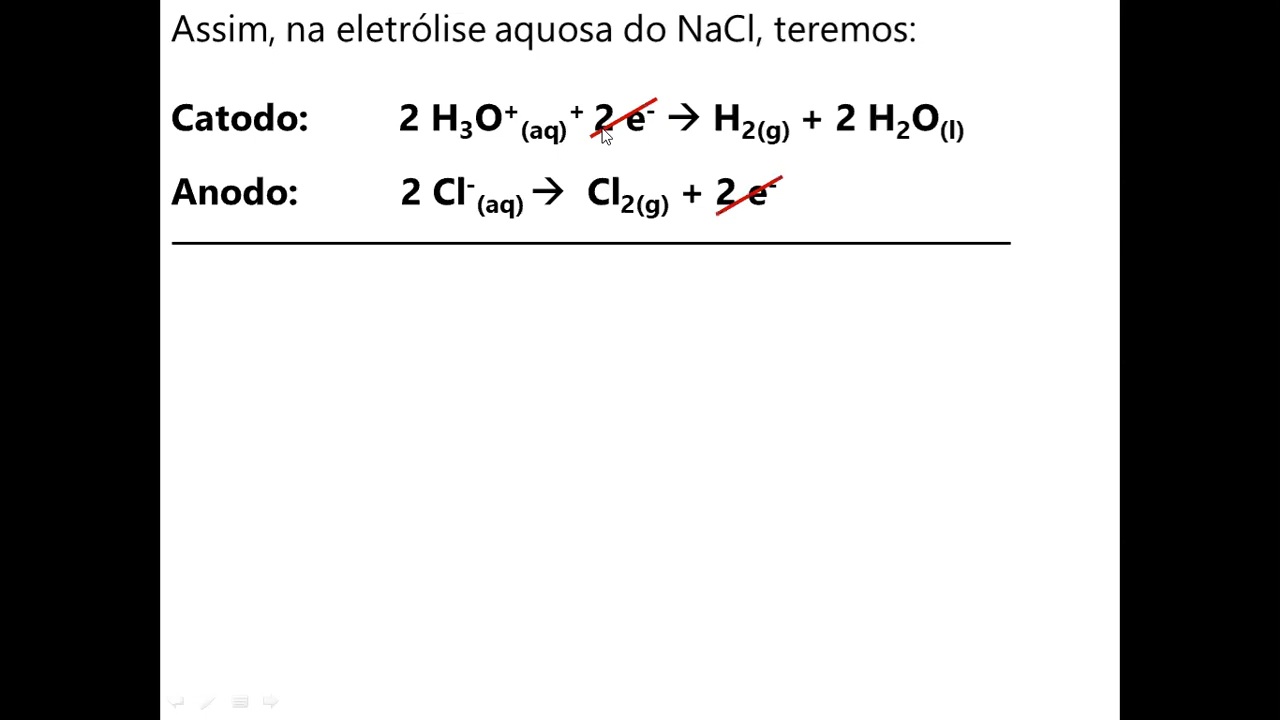 Assim, na eletrólise aquosa do NaCl, teremos:
Catodo: 2 H₃O⁺₍aq₎⁺ 2 e⁻ → H₂₍g₎ + 2 H₂O₍l₎
Anodo: 2 Cl⁻₍aq₎ → Cl₂₍g₎ + 2 e⁻